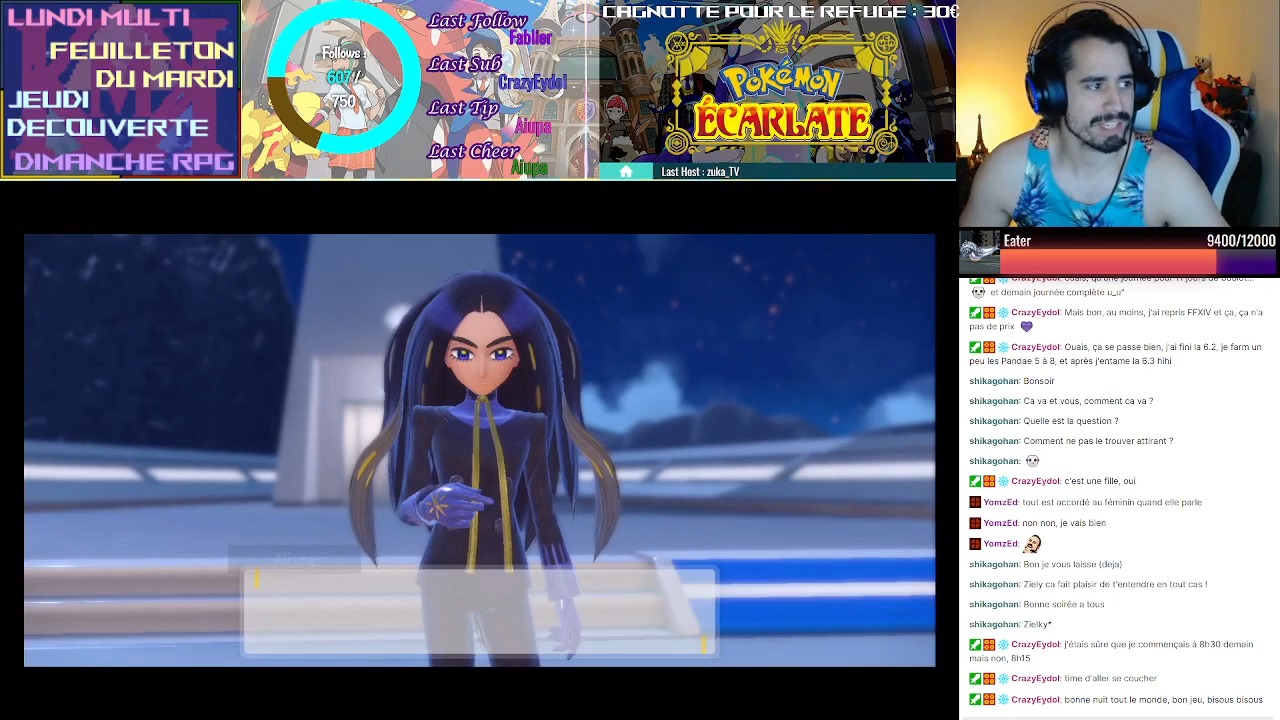 LUNDI MULTI
FEUILLETON
DU MARDI
JEUDI
DECOUVERTE
DIMANCHE RPG
Follows :
607/
750
Last Follow
Fabller
Last Sub
CrazyEydol
Last Tip
Aiupa
Last Cheer
Aiupa
CAGNOTTE POUR LE REFUGE : 30€
POKÉMON
ÉCARLATE
Last Host : zuka_TV
Eater
9400/12000
et demain journée complète u_u"
CrazyEydol: Mais bon, au moins, j'ai repris FFXIV et ça, ça n'a
pas de prix
CrazyEydol: Ouais, ça se passe bien, j'ai fini la 6.2, je farm un
peu les Pandae 5 à 8, et après j'entame la 6.3 hihi
shikagohan: Bonsoir
shikagohan: Ca va et vous, comment ca va ?
shikagohan: Quelle est la question ?
shikagohan: Comment ne pas le trouver attirant ?
shikagohan:
CrazyEydol: c'est une fille, oui
YomzEd: tout est accordé au féminin quand elle parle
YomzEd: non non, je vais bien
YomzEd:
shikagohan: Bon je vous laisse (deja)
shikagohan: Ziely ca fait plaisir de t'entendre en tout cas !
shikagohan: Bonne soirée a tous
shikagohan: Zielky*
CrazyEydol: j'étais sûre que je commençais à 8h30 demain
mais non, 8h15
CrazyEydol: time d'aller se coucher
CrazyEydol: bonne nuit tout le monde, bon jeu, bisous bisous